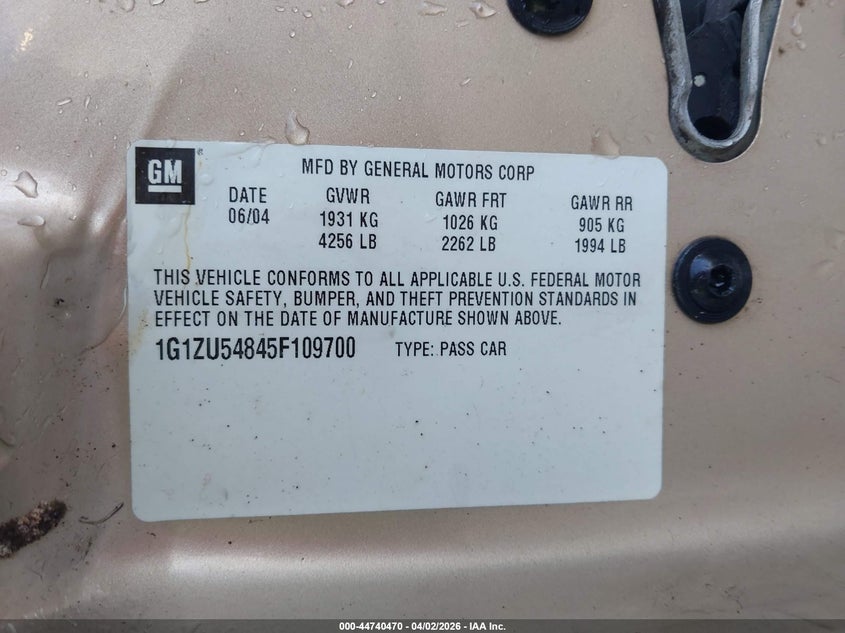 GM ®
MFD BY GENERAL MOTORS CORP
DATE GVWR GAWR FRT GAWR RR
06/04 1931 KG 1026 KG 905 KG
4256 LB 2262 LB 1994 LB
THIS VEHICLE CONFORMS TO ALL APPLICABLE U.S. FEDERAL MOTOR
VEHICLE SAFETY, BUMPER, AND THEFT PREVENTION STANDARDS IN
EFFECT ON THE DATE OF MANUFACTURE SHOWN ABOVE.
1G1ZU54845F109700 TYPE: PASS CAR
000-44740470 - 04/02/2026 - IAA Inc.